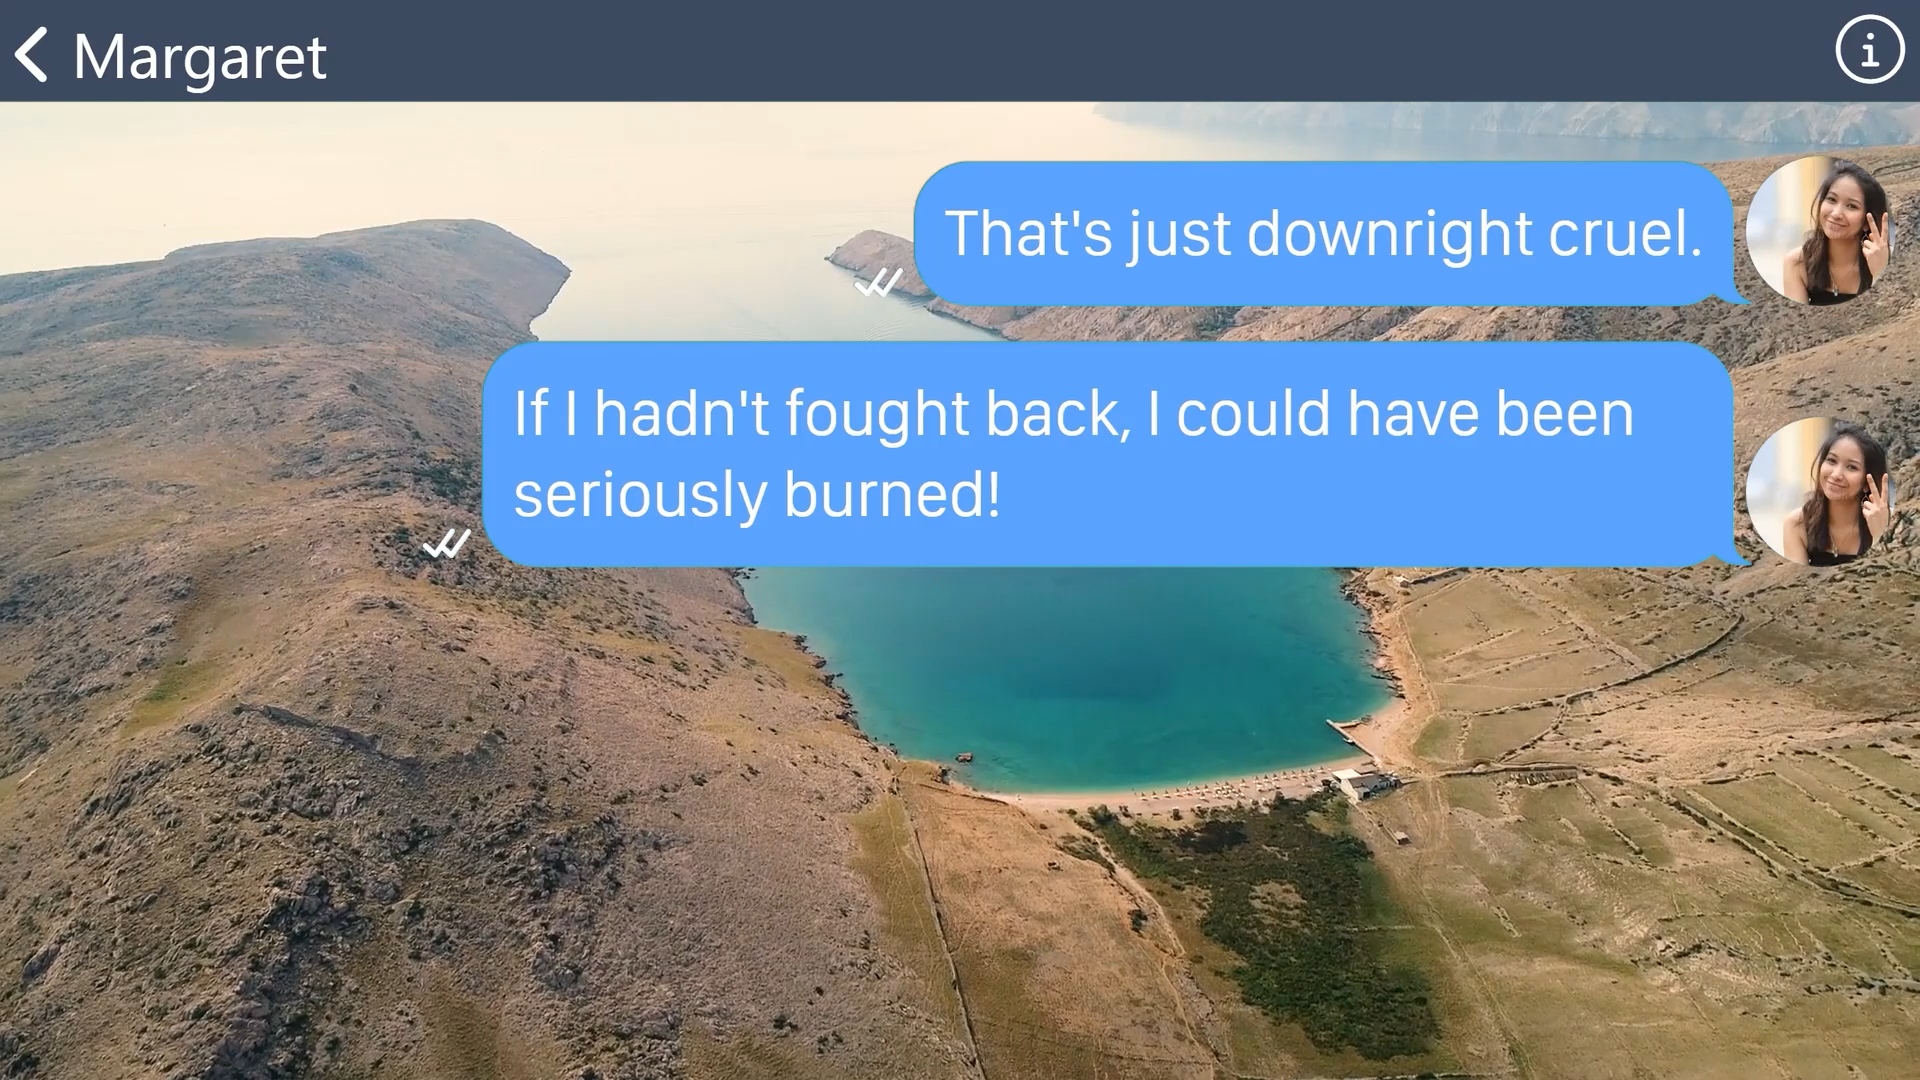 Margaret
That's just downright cruel.
If I hadn't fought back, I could have been
seriously burned!